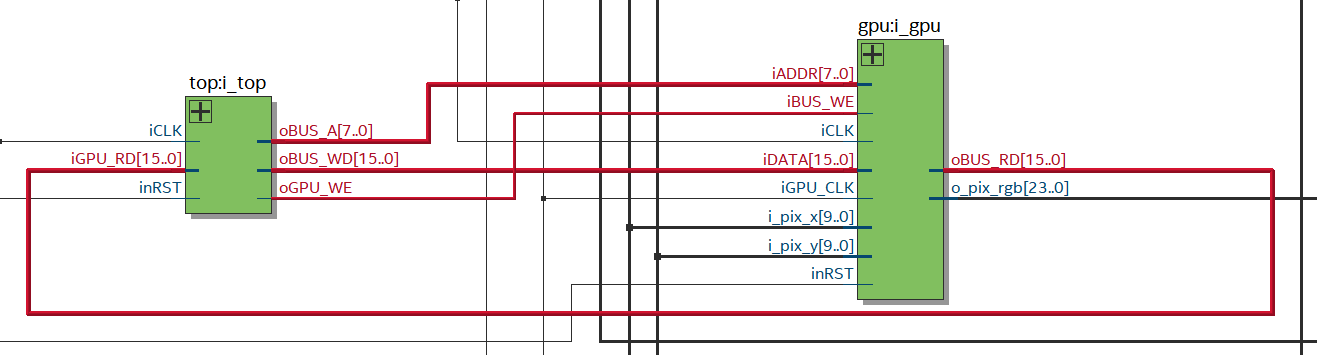 top:i_top
iCLK
iGPU_RD[15..0]
inRST
oBUS_A[7..0]
oBUS_WD[15..0]
oGPU_WE
gpu:i_gpu
iADDR[7..0]
iBUS_WE
iCLK
iDATA[15..0]
iGPU_CLK
i_pix_x[9..0]
i_pix_y[9..0]
inRST
oBUS_RD[15..0]
o_pix_rgb[23..0]